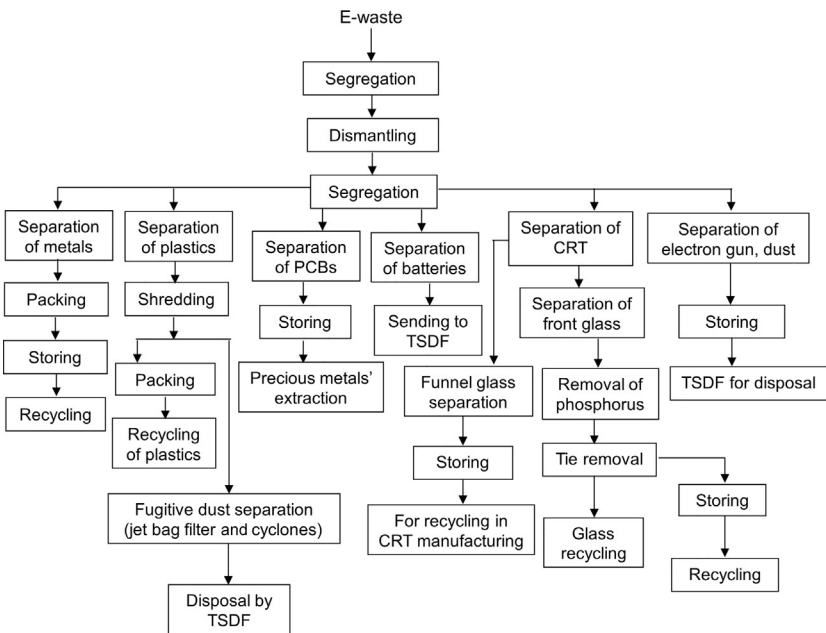 E-waste
Segregation
Dismantling
Segregation
Separation
of metals
Packing
Storing
Recycling
Separation
of plastics
Shredding
Packing
Recycling
of plastics
Fugitive dust separation
(jet bag filter and cyclones)
Disposal by
TSDF
Separation
of PCBs
Storing
Precious metals’
extraction
Separation
of batteries
Sending to
TSDF
Separation of
CRT
Funnel glass
separation
Storing
For recycling in
CRT manufacturing
Separation of
front glass
Removal of
phosphorus
Tie removal
Glass
recycling
Storing
Recycling
Separation of
electron gun, dust
Storing
TSDF for disposal